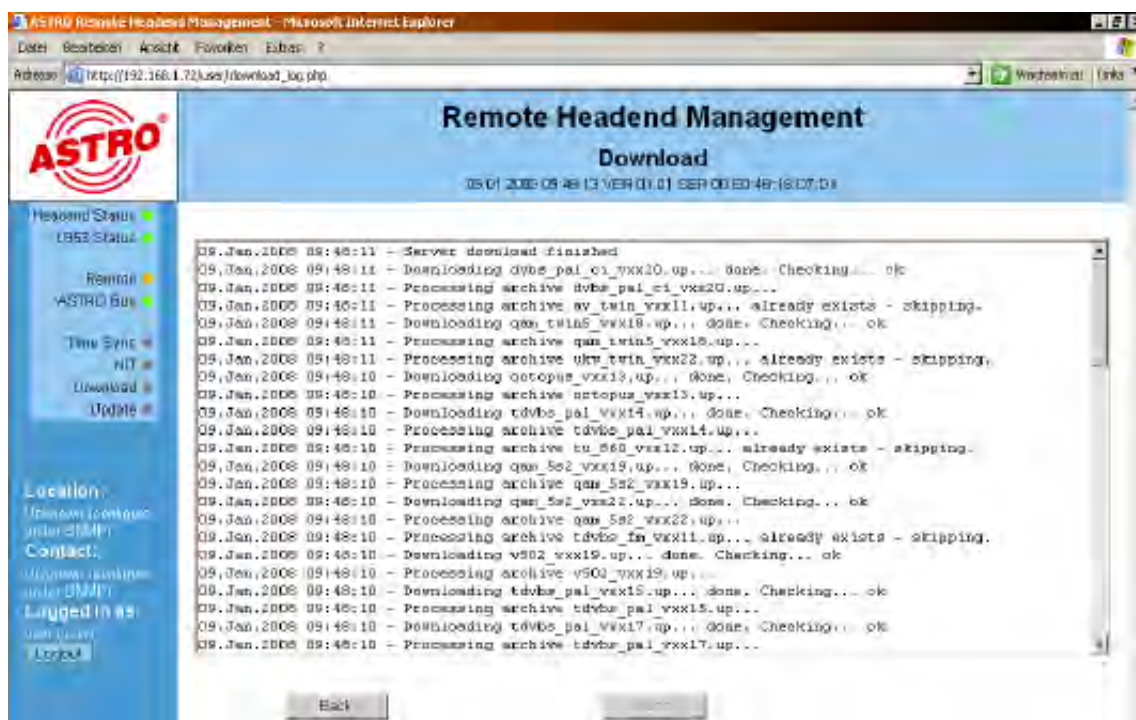 ASTRO Remote Headend Management - Microsoft Internet Explorer
Datei Bearbeiten Ansicht Favoriten Extras ?
Adresse http://192.168.1.72/user/download_log.php Wechseln zu Links
ASTRO®
Remote Headend Management
Download
Headend Status
Remote
ASTRO Bus
Time Sync
NIT
Download
Update
Location:
Contact:
Logged in as:
Logout
09.Jan.2008 09:48:11 - Server download finished
09.Jan.2008 09:48:11 - Downloading dvbs_pal_ci_vxx20.up... done. Checking... ok
09.Jan.2008 09:48:11 - Processing archive dvbs_pal_ci_vxx20.up...
09.Jan.2008 09:48:11 - Processing archive av_twin_vxx11.up... already exists - skipping.
09.Jan.2008 09:48:11 - Downloading qam_twin5_vxx18.up... done. Checking... ok
09.Jan.2008 09:48:11 - Processing archive qam_twin5_vxx18.up...
09.Jan.2008 09:48:11 - Processing archive ukw_twin_vxx22.up... already exists - skipping.
09.Jan.2008 09:48:10 - Downloading octopus_vxx13.up... done. Checking... ok
09.Jan.2008 09:48:10 - Processing archive octopus_vxx13.up...
09.Jan.2008 09:48:10 - Downloading tdvbs_pal_vxx14.up... done. Checking... ok
09.Jan.2008 09:48:10 - Processing archive tdvbs_pal_vxx14.up...
09.Jan.2008 09:48:10 - Processing archive tu_860_vxx12.up... already exists - skipping.
09.Jan.2008 09:48:10 - Downloading qam_5s2_vxx19.up... done. Checking... ok
09.Jan.2008 09:48:10 - Processing archive qam_5s2_vxx19.up...
09.Jan.2008 09:48:10 - Downloading qam_5s2_vxx22.up... done. Checking... ok
09.Jan.2008 09:48:10 - Processing archive qam_5s2_vxx22.up...
09.Jan.2008 09:48:10 - Processing archive tdvbs_fm_vxx11.up... already exists - skipping.
09.Jan.2008 09:48:10 - Downloading v502_vxx19.up... done. Checking... ok
09.Jan.2008 09:48:10 - Processing archive v502_vxx19.up...
09.Jan.2008 09:48:10 - Downloading tdvbs_pal_vxx15.up... done. Checking... ok
09.Jan.2008 09:48:10 - Processing archive tdvbs_pal_vxx15.up...
09.Jan.2008 09:48:10 - Downloading tdvbs_pal_vxx17.up... done. Checking... ok
09.Jan.2008 09:48:10 - Processing archive tdvbs_pal_vxx17.up...
Back